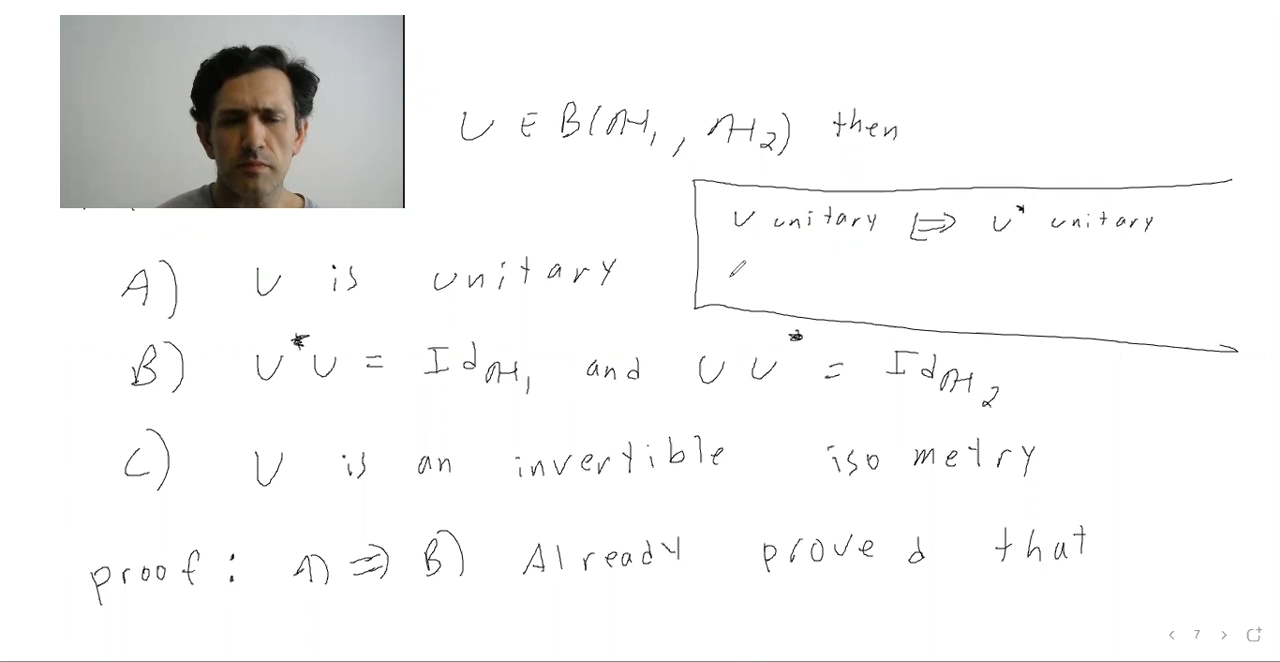 U ∈ B(H₁, H₂) then
U unitary ⟺ U* unitary
A) U is unitary
B) U*U = Id_H₁ and UU* = Id_H₂
C) U is an invertible isometry
proof: A) ⟹ B) Already proved that
7